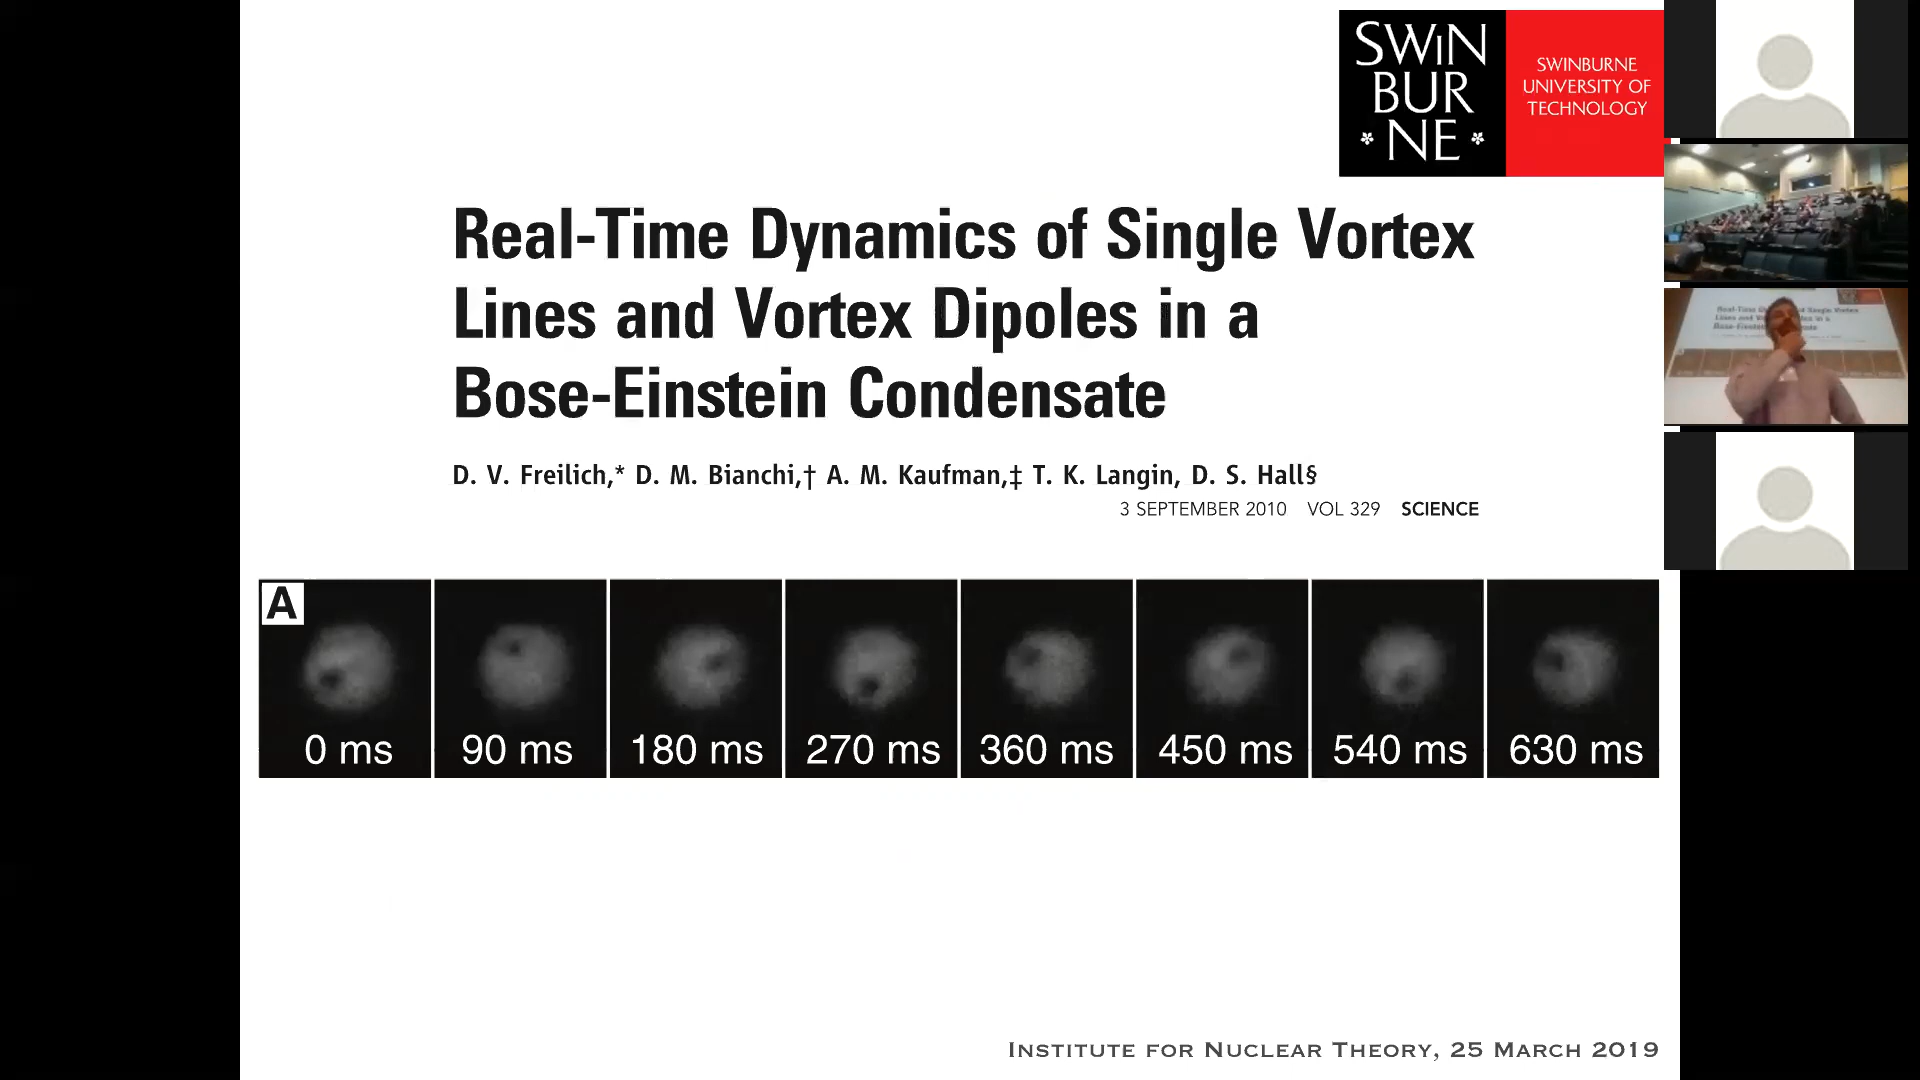 SWIN
BUR
NE
SWINBURNE
UNIVERSITY OF
TECHNOLOGY
Real-Time Dynamics of Single Vortex
Lines and Vortex Dipoles in a
Bose-Einstein Condensate
D. V. Freilich,* D. M. Bianchi,† A. M. Kaufman,‡ T. K. Langin, D. S. Hall§
3 SEPTEMBER 2010 VOL 329 SCIENCE
A
0 ms 90 ms 180 ms 270 ms 360 ms 450 ms 540 ms 630 ms
INSTITUTE FOR NUCLEAR THEORY, 25 MARCH 2019